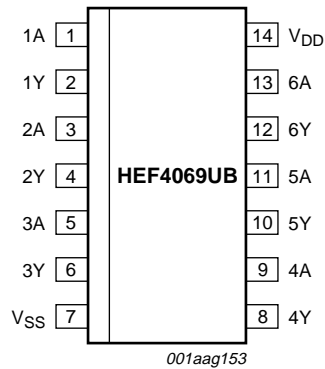 1A 1 14 VDD
1Y 2 13 6A
2A 3 12 6Y
2Y 4 HEF4069UB 11 5A
3A 5 10 5Y
3Y 6 9 4A
VSS 7 8 4Y
001aag153